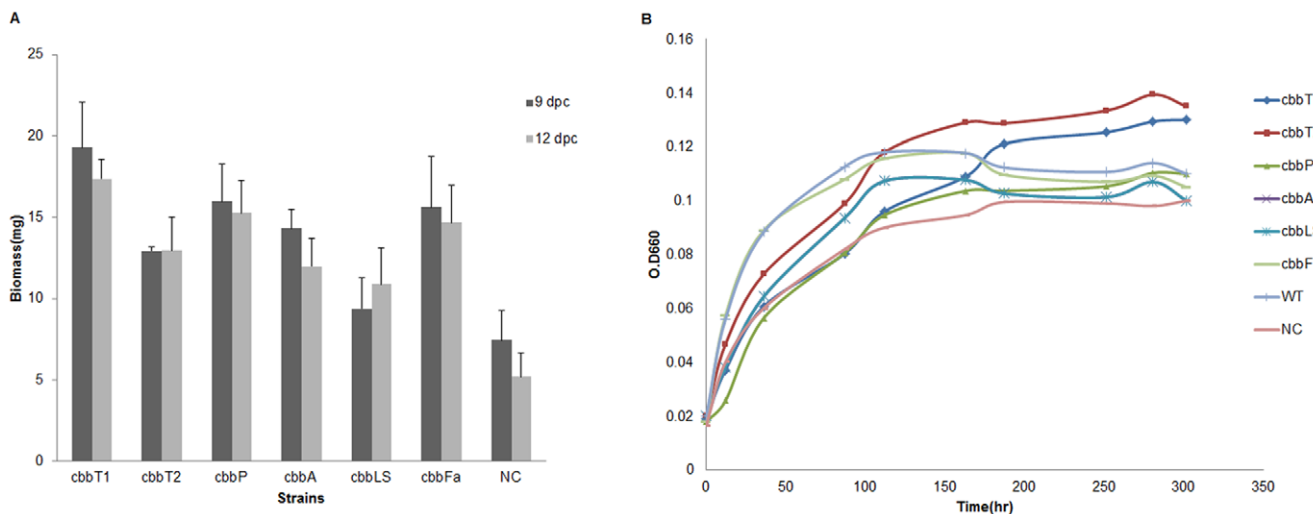 A
25
20
15
10
5
0
Biomass(mg)
9 dpc
12 dpc
cbbT1 cbbT2 cbbP cbbA cbbLS cbbFa NC
Strains
B
0.16
0.14
0.12
0.1
0.08
0.06
0.04
0.02
0
O.D660
0 50 100 150 200 250 300 350
Time(hr)
cbbT
cbbT
cbbP
cbbA
cbbL
cbbF
WT
NC